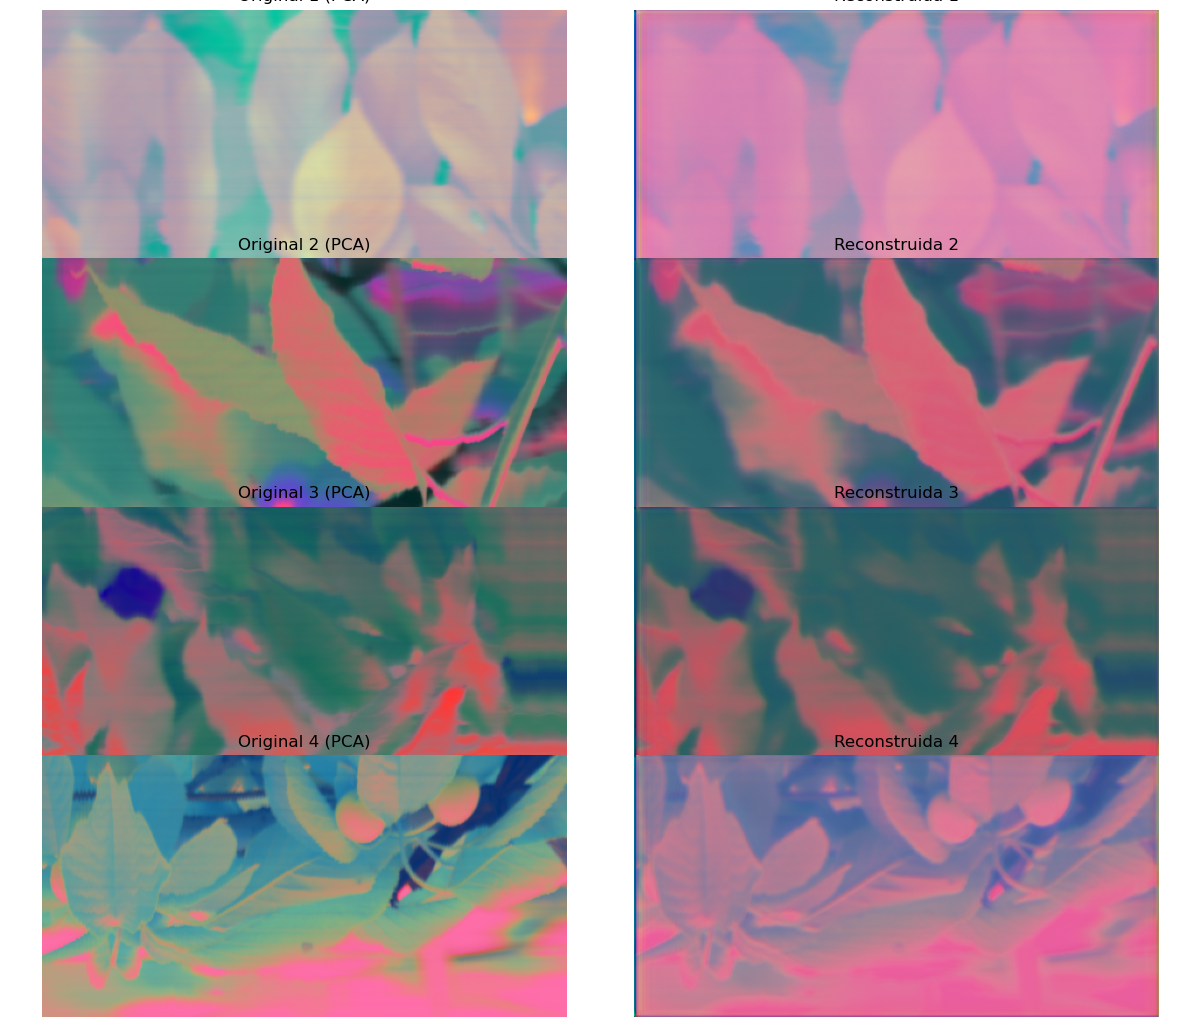 Original 2 (PCA)
Reconstruida 2
Original 3 (PCA)
Reconstruida 3
Original 4 (PCA)
Reconstruida 4